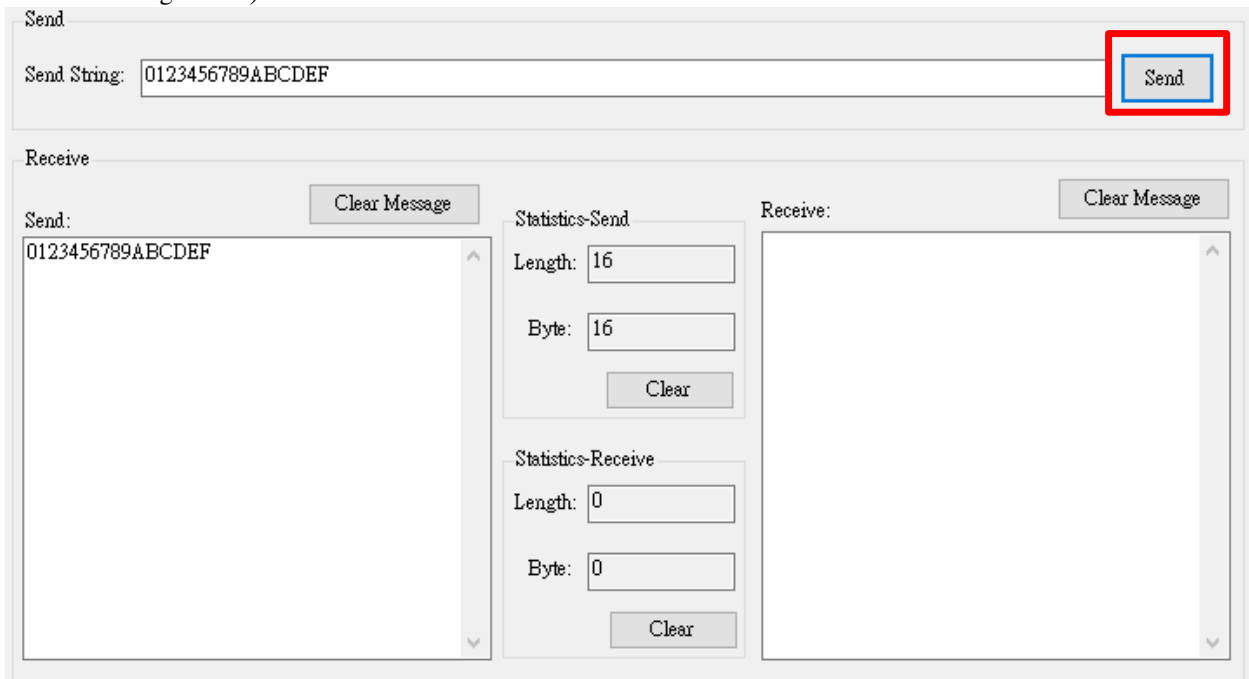 Send
Send String: 0123456789ABCDEF Send
Receive
Clear Message Clear Message
Send: Statistics-Send Receive:
0123456789ABCDEF
Length: 16
Byte: 16
Clear
Statistics-Receive
Length: 0
Byte: 0
Clear